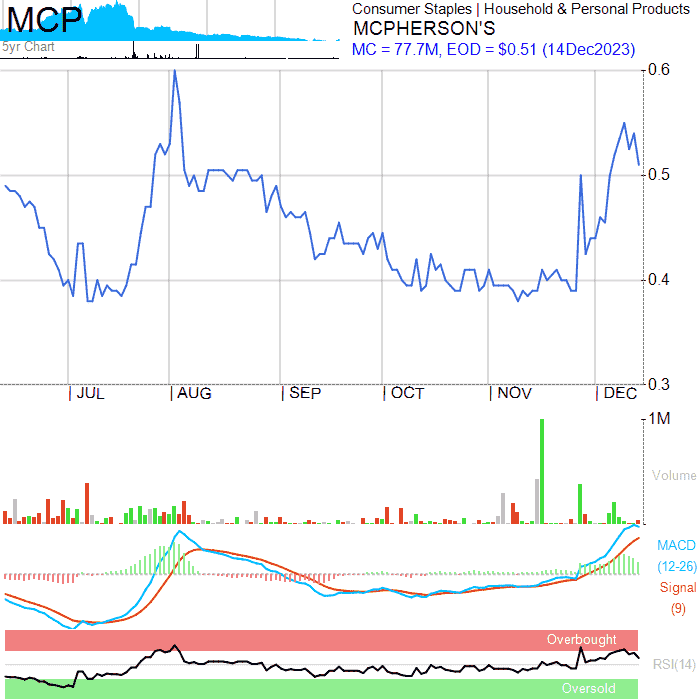 MCP
Consumer Staples | Household & Personal Products
MCPHERSON'S
5yr Chart
MC = 77.7M, EOD = $0.51 (14Dec2023)
0.6
0.5
0.4
0.3
JUL
AUG
SEP
OCT
NOV
DEC
1M
Volume
MACD
(12-26)
Signal
(9)
Overbought
RSI(14)
Oversold